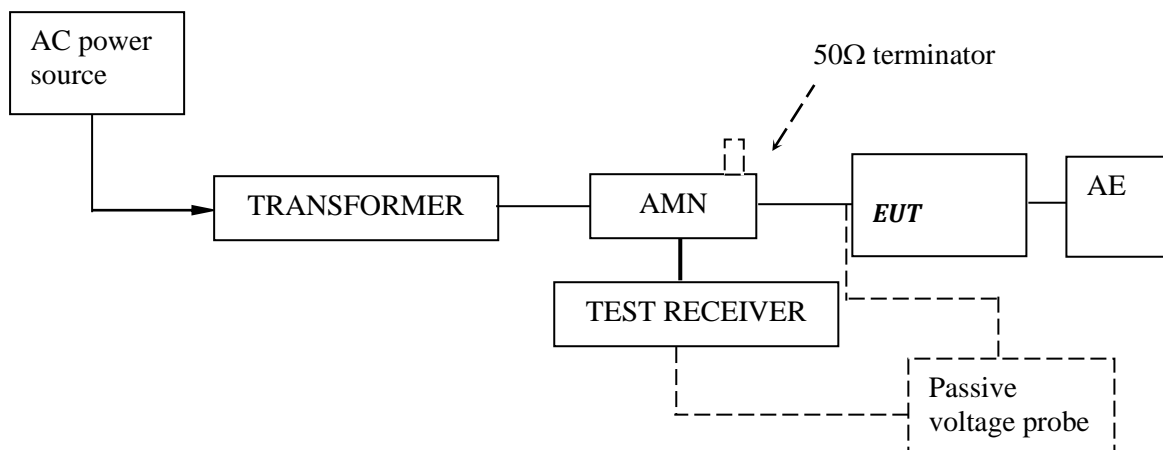 AC power
source
50Ω terminator
TRANSFORMER
AMN
EUT
AE
TEST RECEIVER
Passive
voltage probe